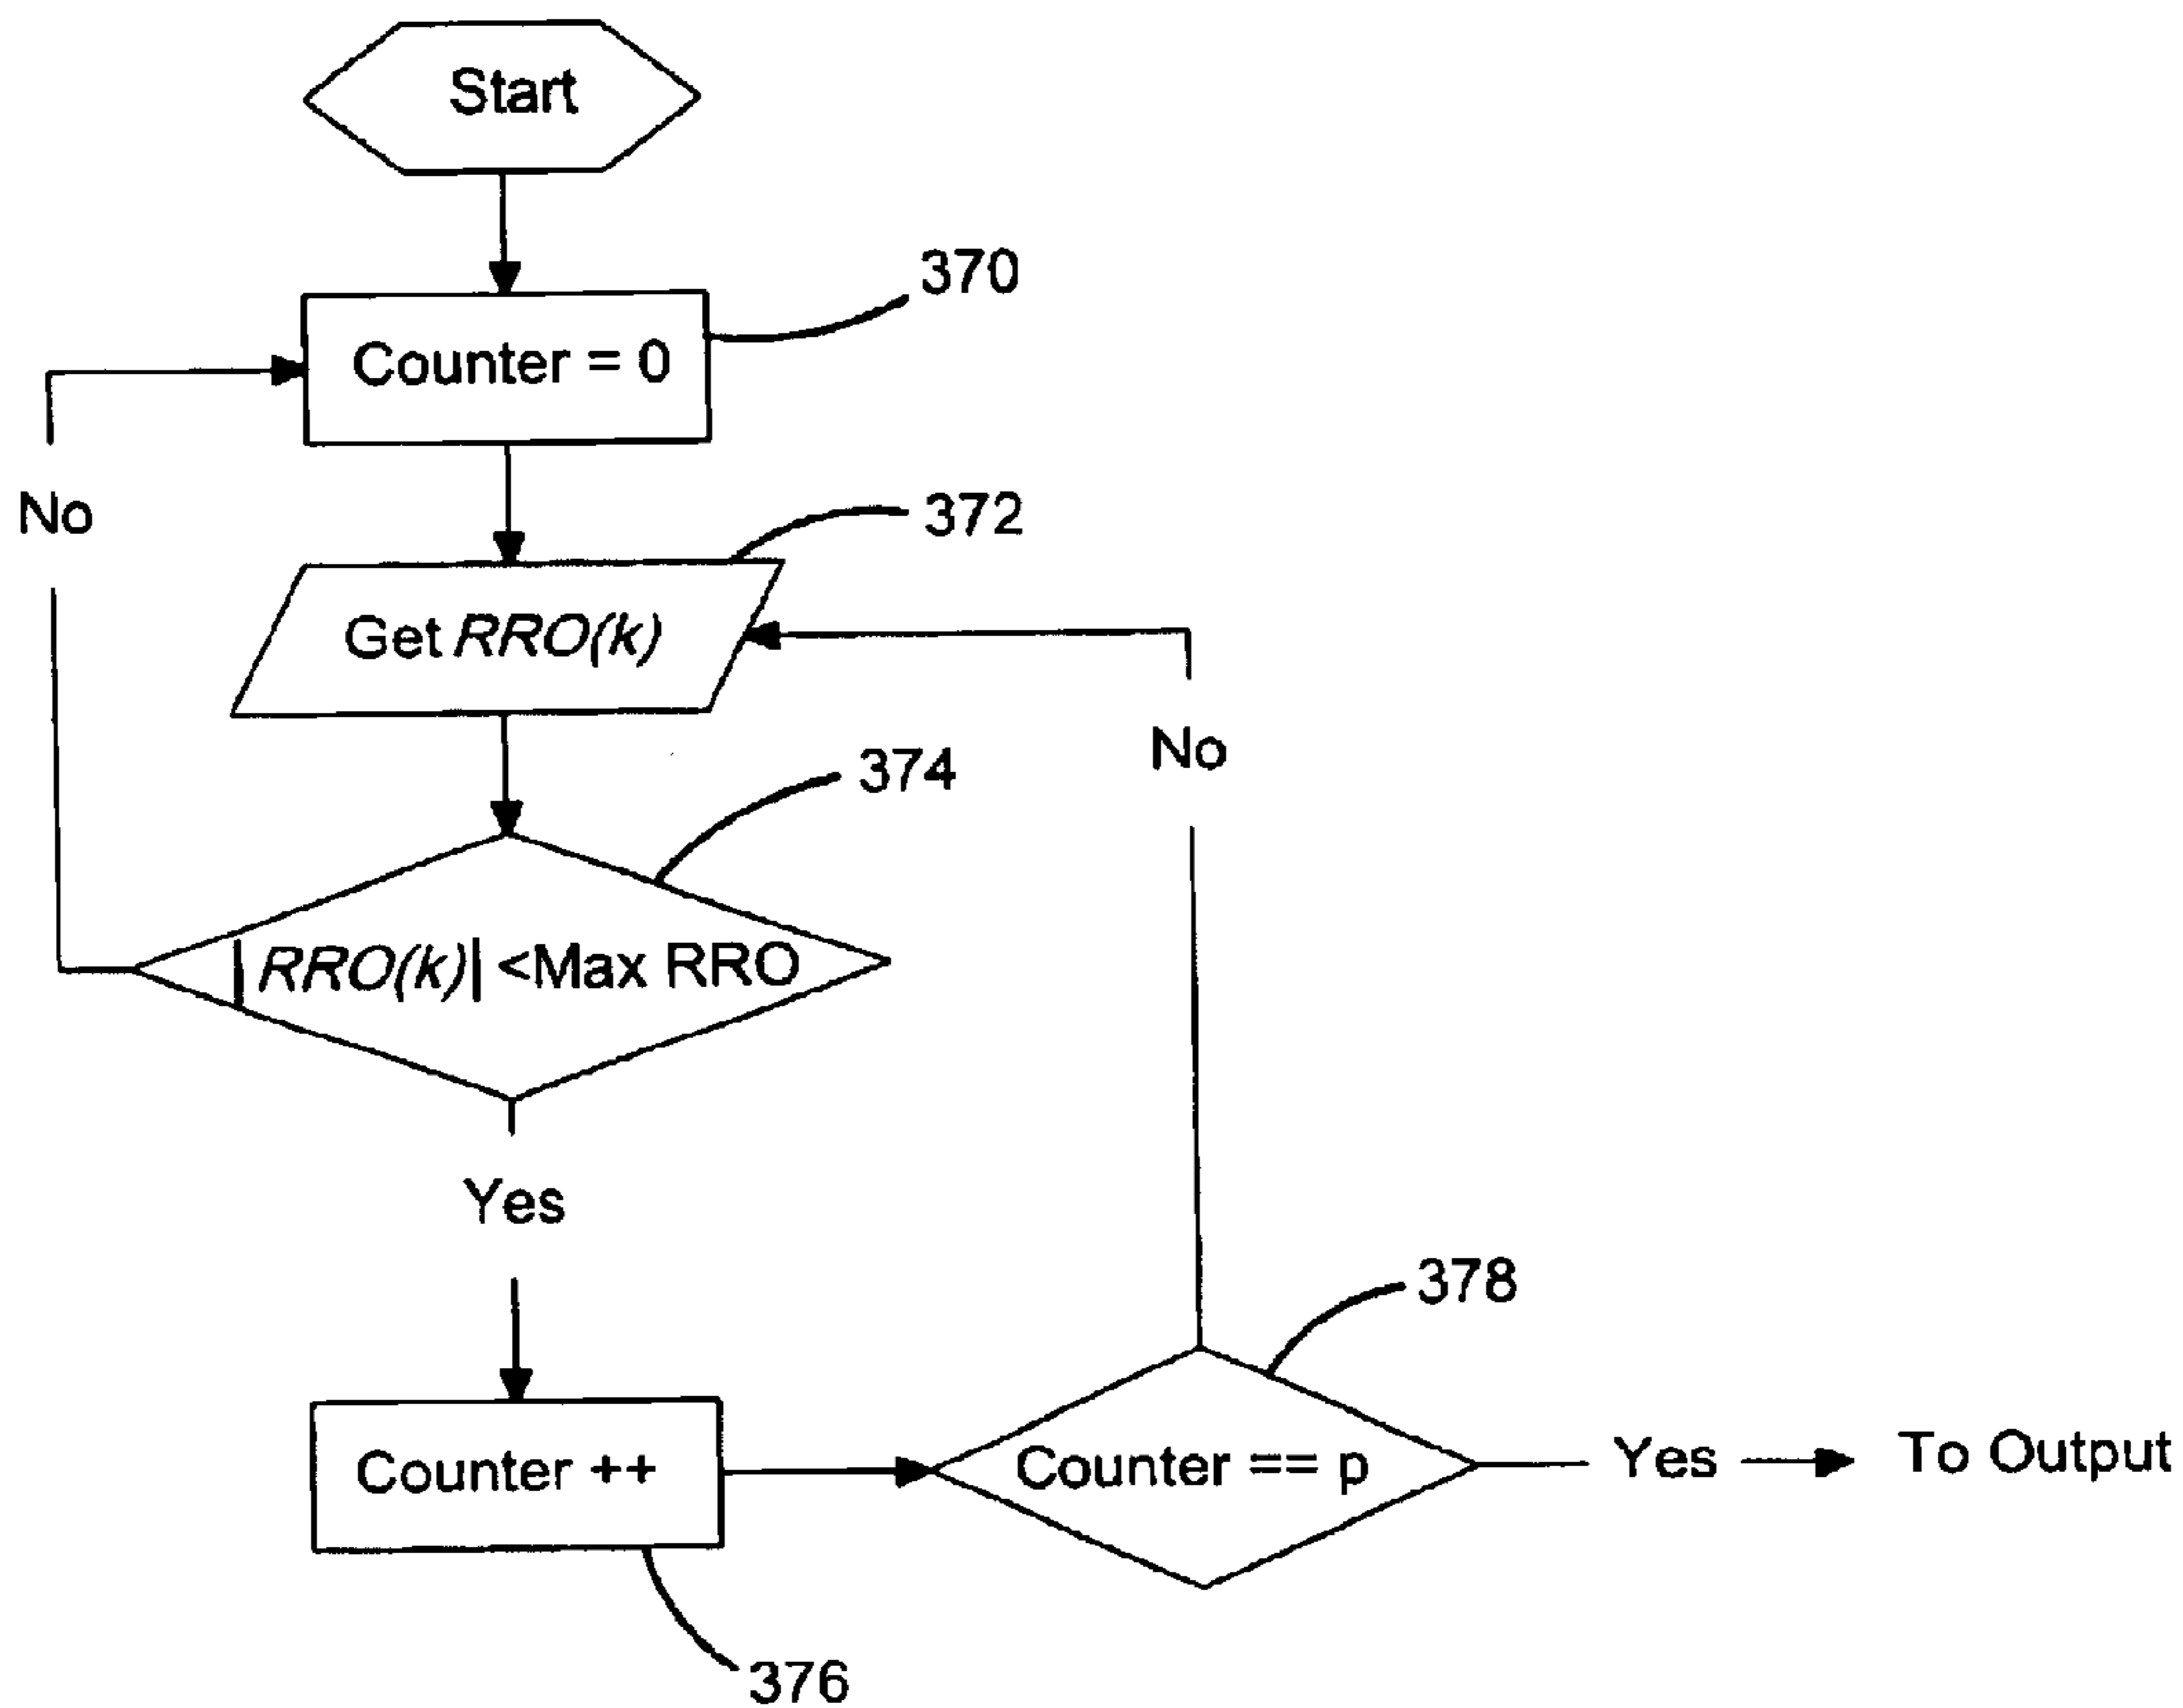 Start
370
Counter = 0
No
372
Get RRO(k)
No
374
|RRO(k)| <Max RRO
Yes
378
Counter ++
Counter == p
Yes
To Output
376